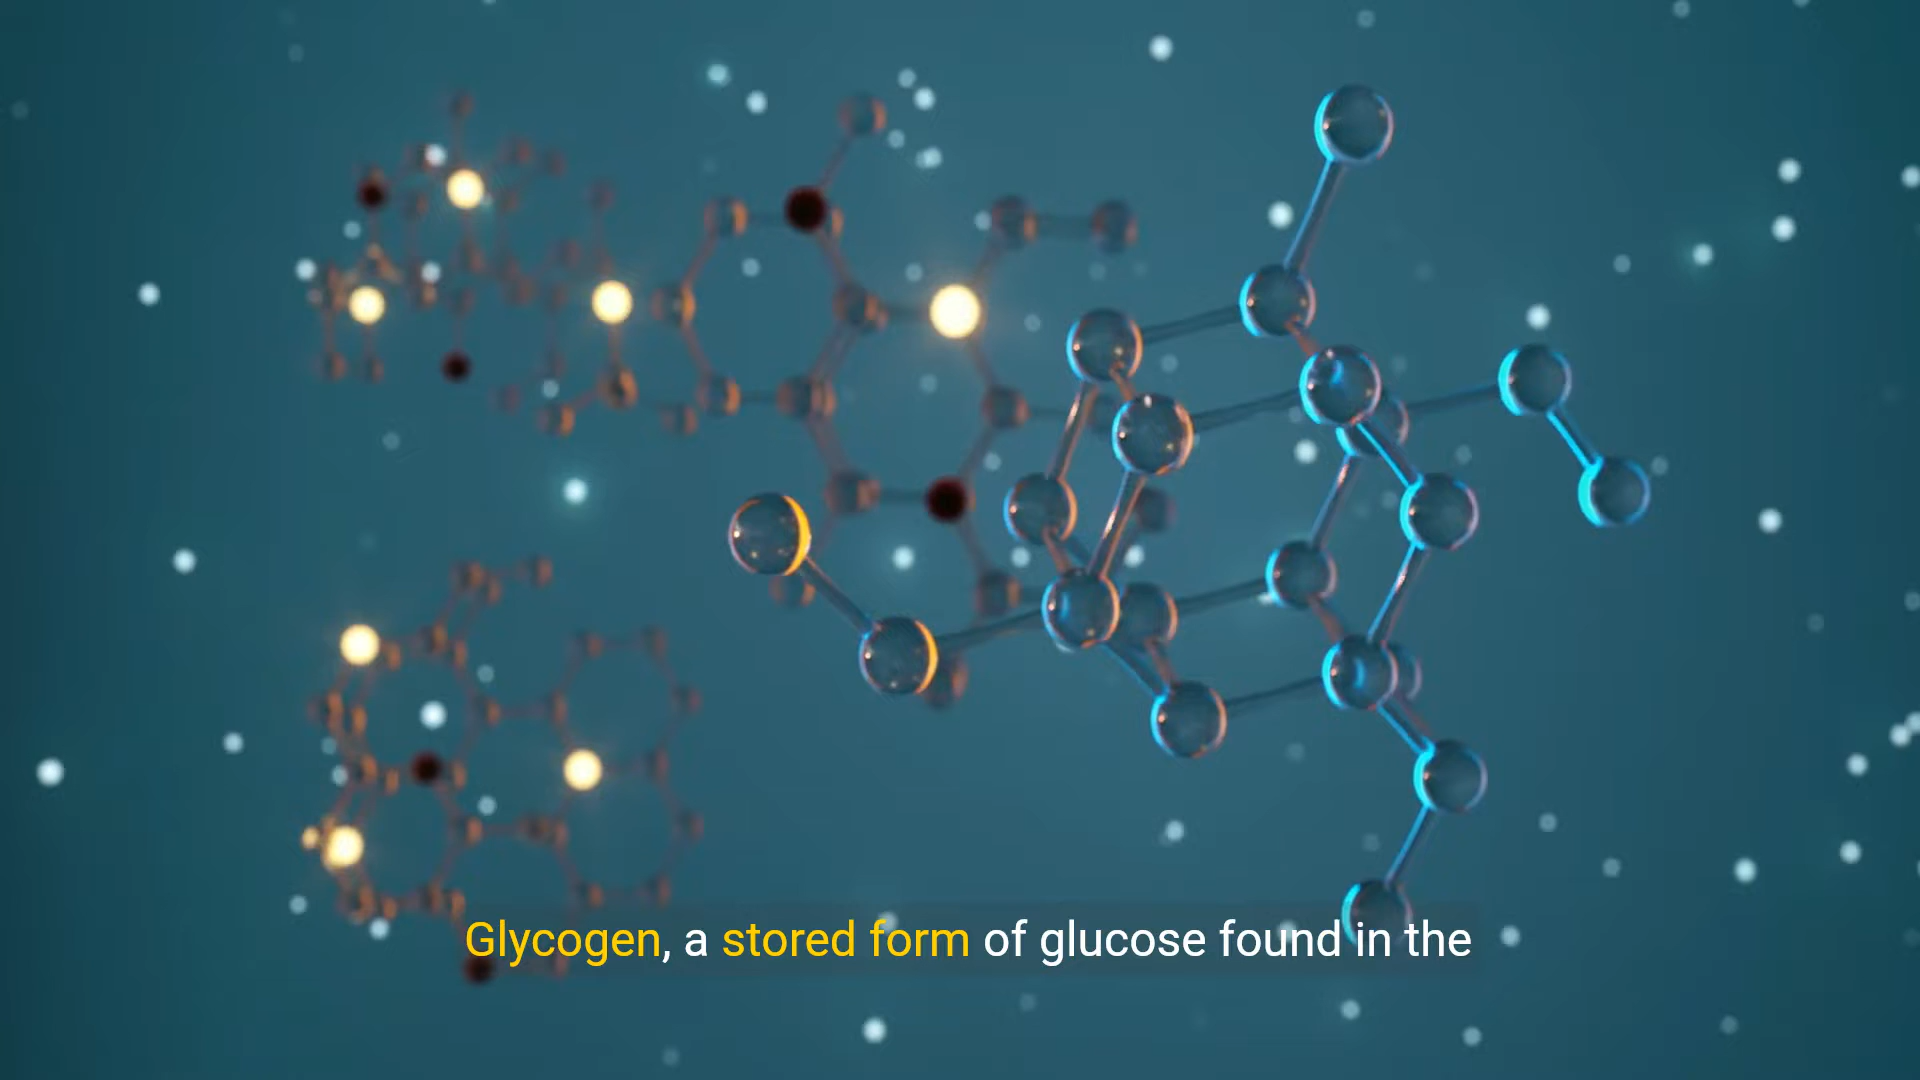 Glycogen, a stored form of glucose found in the